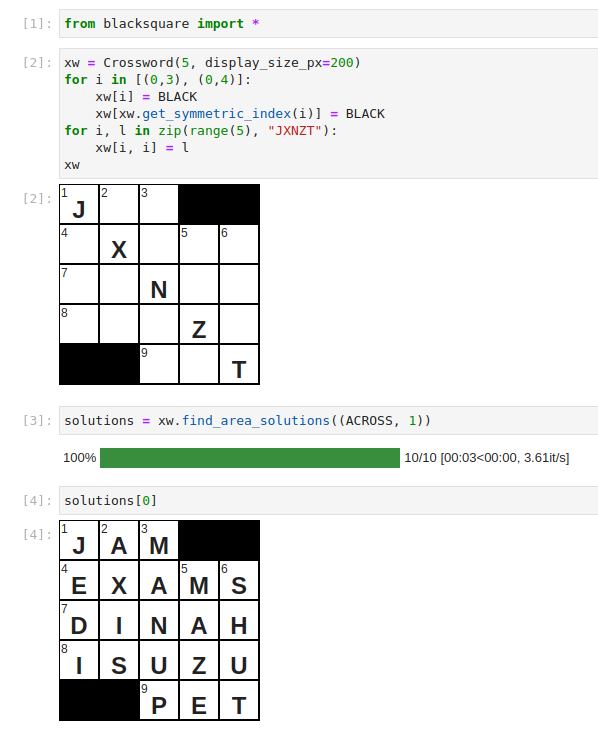 [1]: from blacksquare import *
[2]: xw = Crossword(5, display_size_px=200)
for i in [(0,3), (0,4)]:
    xw[i] = BLACK
    xw[xw.get_symmetric_index(i)] = BLACK
for i, l in zip(range(5), "JXNZT"):
    xw[i, i] = l
xw
[2]:
1 2 3
J
4 5 6
X
7
N
8
Z
9
T
[3]: solutions = xw.find_area_solutions((ACROSS, 1))
100% 10/10 [00:03<00:00, 3.61it/s]
[4]: solutions[0]
[4]:
1 2 3
J A M
4 5 6
E X A M S
7
D I N A H
8
I S U Z U
9
P E T